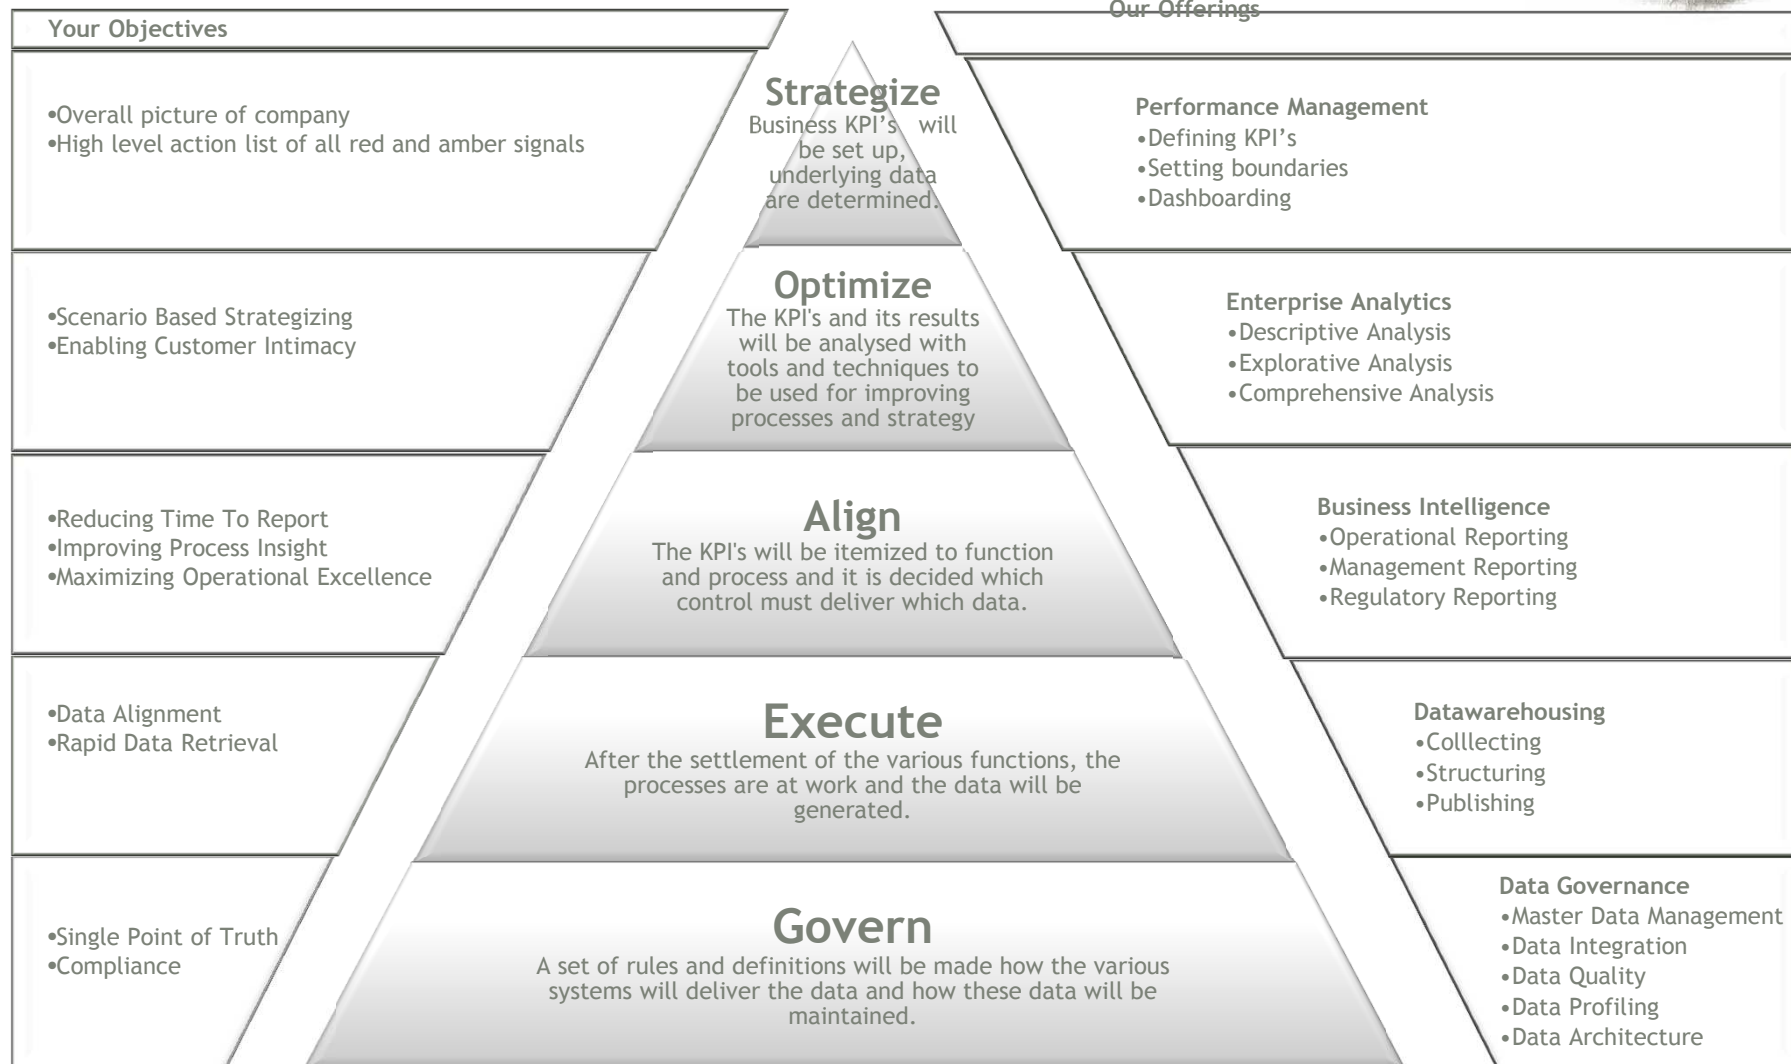 Your Objectives
•Overall picture of company
•High level action list of all red and amber signals
•Scenario Based Strategizing
•Enabling Customer Intimacy
•Reducing Time To Report
•Improving Process Insight
•Maximizing Operational Excellence
•Data Alignment
•Rapid Data Retrieval
•Single Point of Truth
•Compliance
Strategize
Business KPI’s will
be set up,
underlying data
are determined.
Optimize
The KPI's and its results
will be analysed with
tools and techniques to
be used for improving
processes and strategy
Align
The KPI's will be itemized to function
and process and it is decided which
control must deliver which data.
Execute
After the settlement of the various functions, the
processes are at work and the data will be
generated.
Govern
A set of rules and definitions will be made how the various
systems will deliver the data and how these data will be
maintained.
Our Offerings
Performance Management
•Defining KPI’s
•Setting boundaries
•Dashboarding
Enterprise Analytics
•Descriptive Analysis
•Explorative Analysis
•Comprehensive Analysis
Business Intelligence
•Operational Reporting
•Management Reporting
•Regulatory Reporting
Datawarehousing
•Colllecting
•Structuring
•Publishing
Data Governance
•Master Data Management
•Data Integration
•Data Quality
•Data Profiling
•Data Architecture